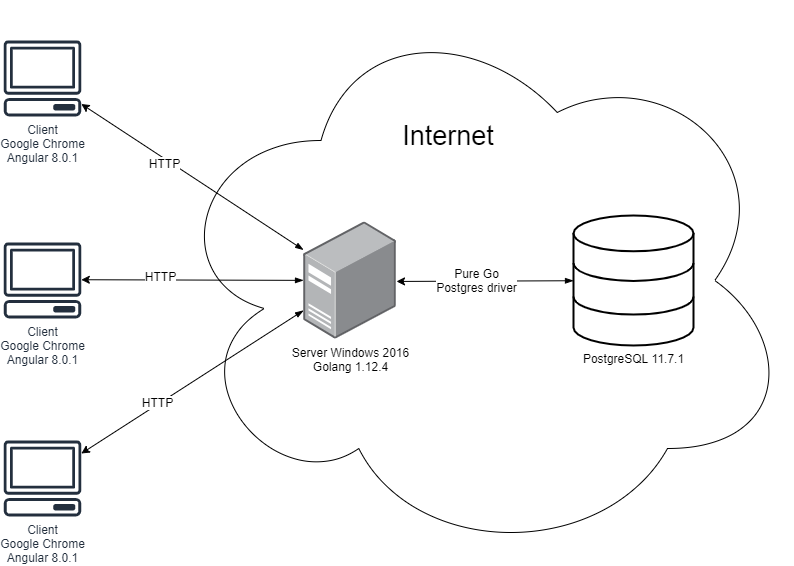 Internet
Client
Google Chrome
Angular 8.0.1
HTTP
Client
Google Chrome
Angular 8.0.1
HTTP
Client
Google Chrome
Angular 8.0.1
HTTP
Server Windows 2016
Golang 1.12.4
Pure Go
Postgres driver
PostgreSQL 11.7.1